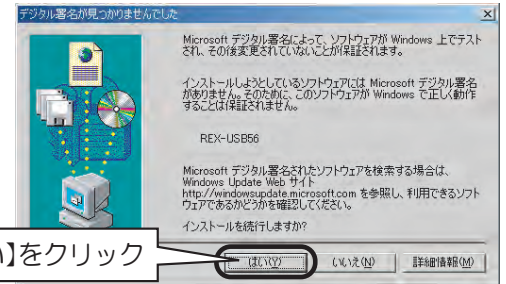 デジタル署名が見つかりませんでした
Microsoft デジタル署名によって、ソフトウェアが Windows 上でテスト
され、その後変更されていないことが保証されます。
インストールしようとしているソフトウェアには Microsoft デジタル署名
がありません。そのために、このソフトウェアが Windows で正しく動作
することは保証されません。
REX-USB56
Microsoft デジタル署名されたソフトウェアを検索する場合は、
Windows Update Web サイト
http://windowsupdate.microsoft.com を参照し、利用できるソフト
ウェアであるかどうかを確認してください。
インストールを続行しますか?
い】をクリック
はい(Y)
いいえ(N)
詳細情報(M)